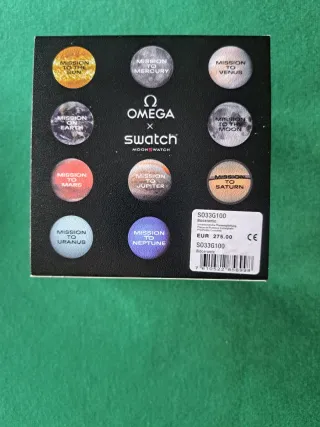 MISSION
TO THE
SUN
MISSION
TO
MERCURY
MISSION
TO
VENUS
MISSION
ON
EARTH
Ω
OMEGA
×
swatch
MOONSWATCH
MISSION
TO THE
MOON
MISSION
TO
MARS
MISSION
TO
JUPITER
MISSION
TO
SATURN
MISSION
TO
URANUS
MISSION
TO
NEPTUNE
SO33G100
EUR 275,00
CE
SO33G100